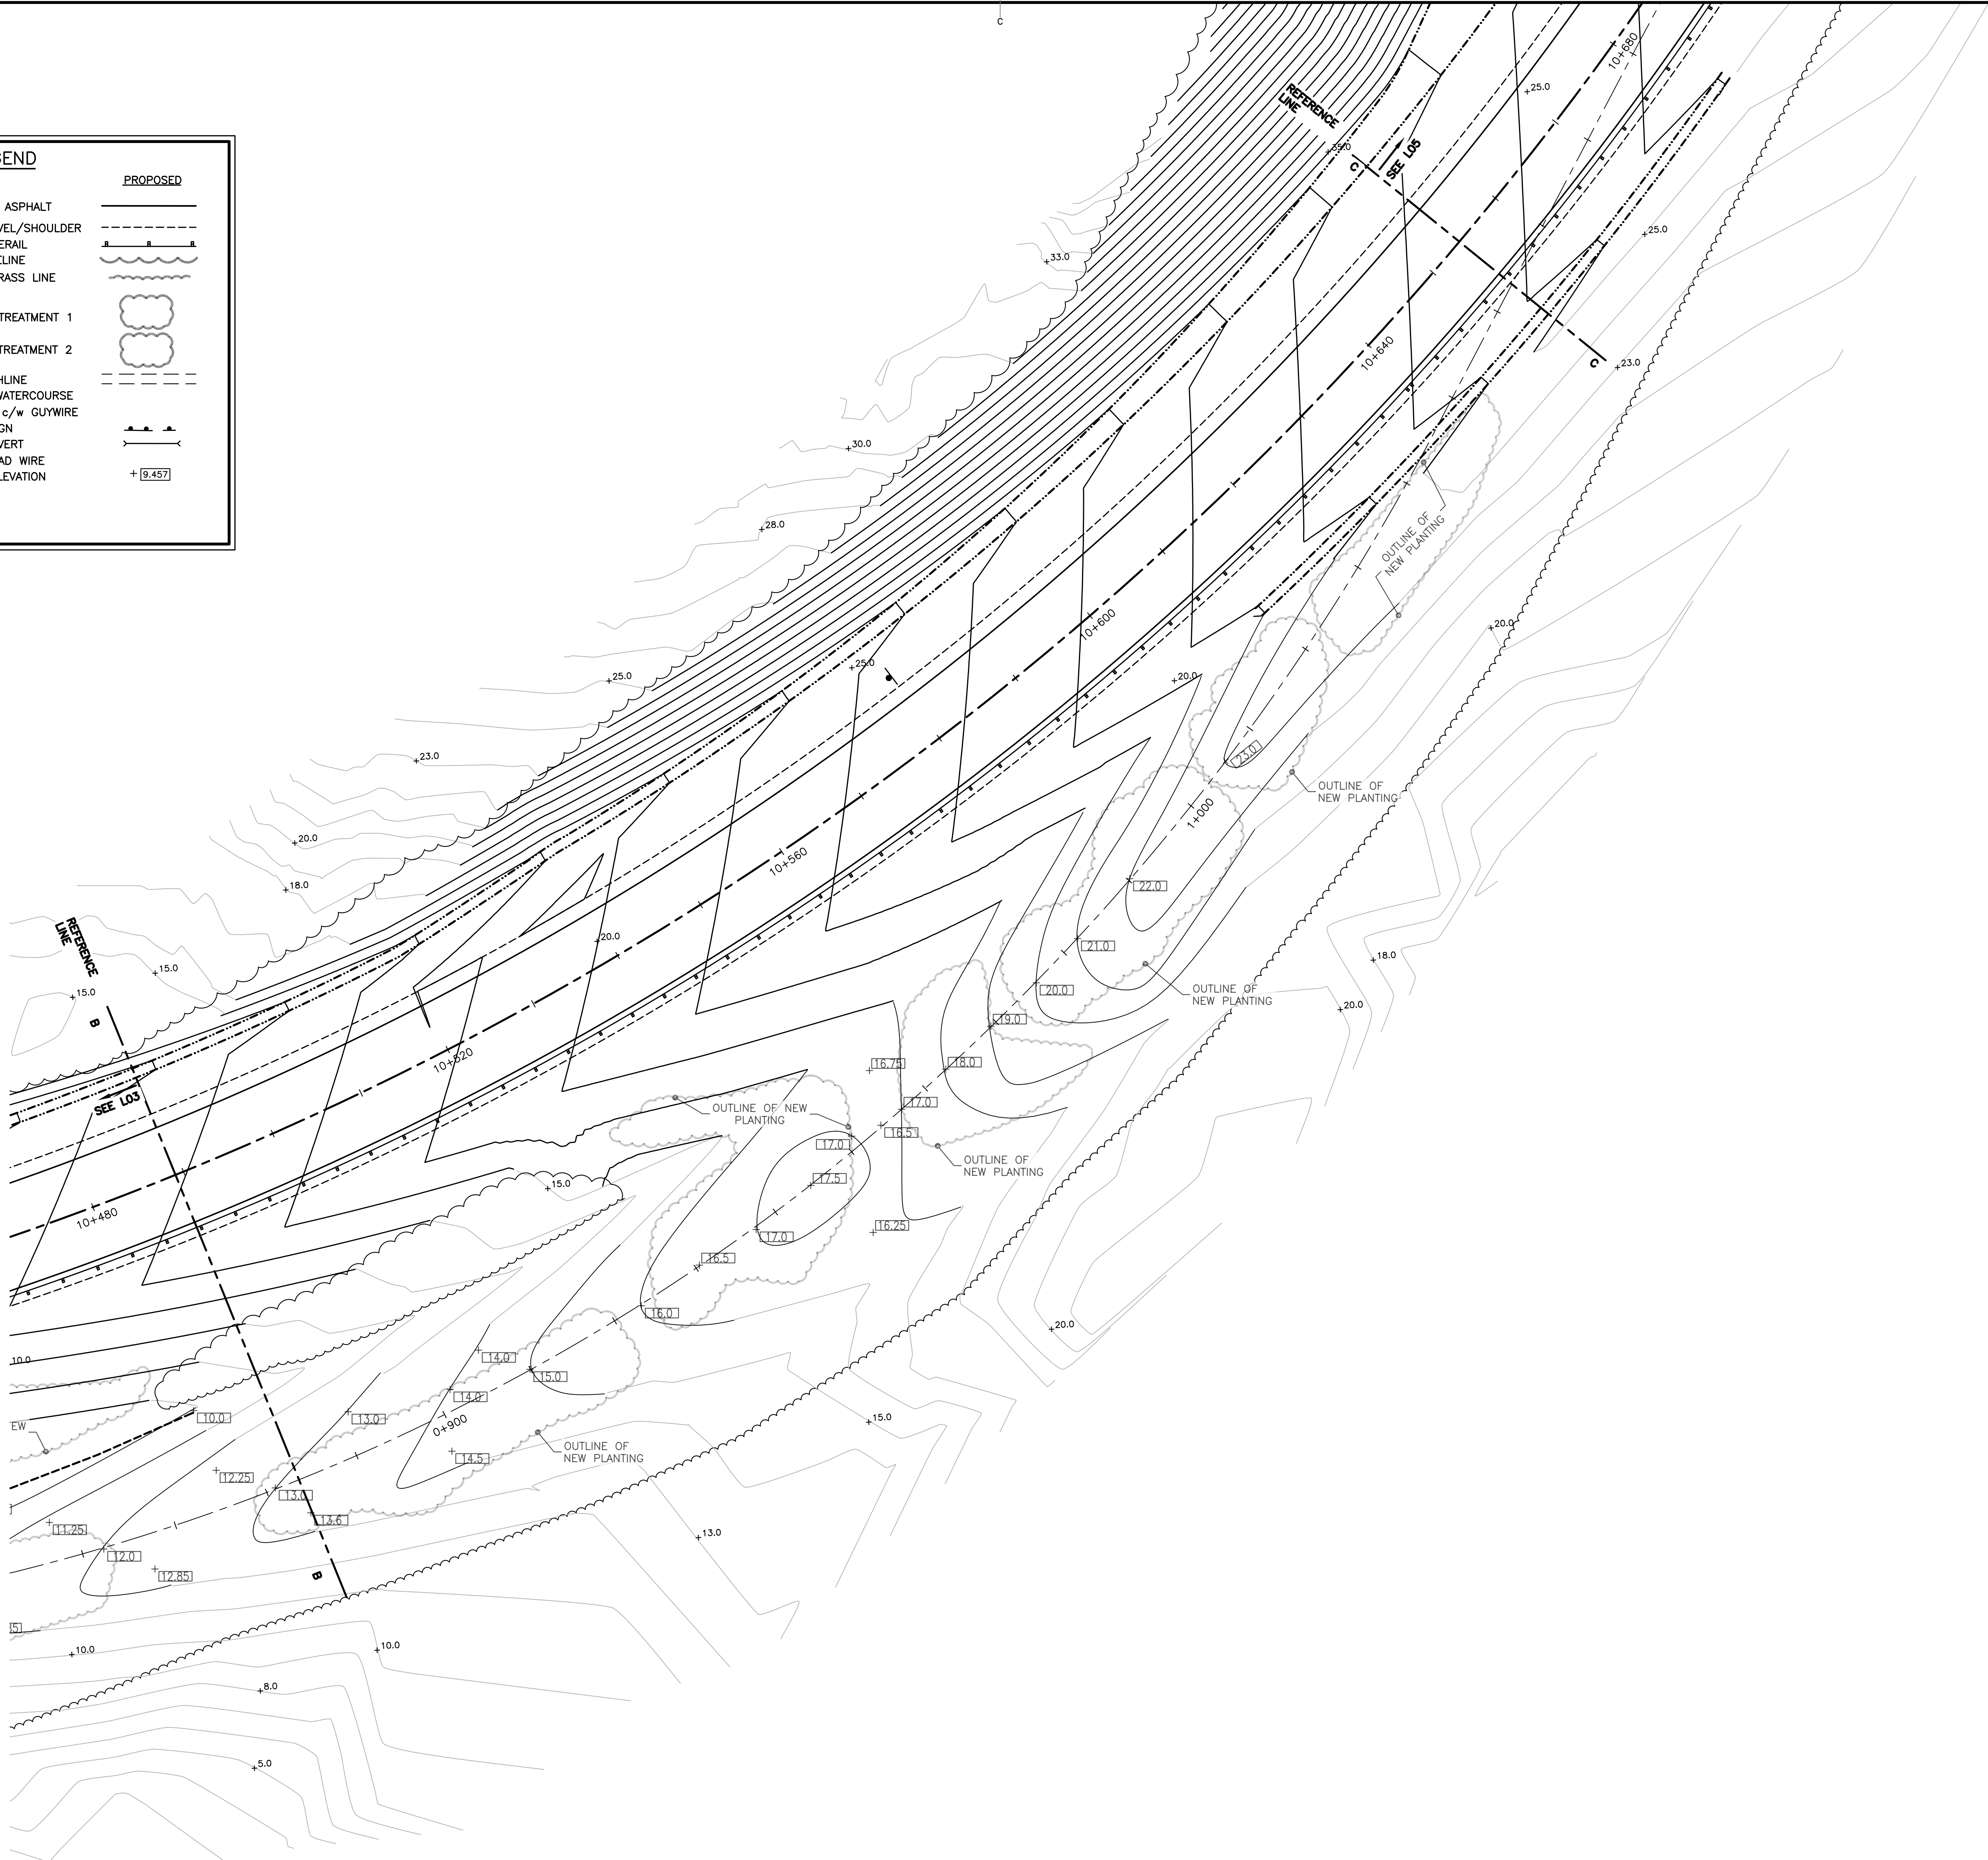 C
GEND
PROPOSED
ASPHALT
VEL/SHOULDER
ERAIL
R R R
ELINE
RASS LINE
TREATMENT 1
TREATMENT 2
HLINE
WATERCOURSE
c/w GUYWIRE
GN
VERT
AD WIRE
LEVATION
+ 9.457
10+680
25.0
REFERENCE
LINE
35.0
C
SEE L05
25.0
33.0
10+640
C
23.0
30.0
28.0
OUTLINE OF
NEW PLANTING
10+600
20.0
25.0
25.0
20.0
23.0
23.0
OUTLINE OF
NEW PLANTING
1+000
20.0
10+560
18.0
22.0
REFERENCE
LINE
20.0
21.0
15.0
18.0
15.0
20.0
OUTLINE OF
NEW PLANTING
20.0
B
19.0
10+520
16.75
18.0
SEE L03
17.0
OUTLINE OF NEW
PLANTING
16.5
17.0
OUTLINE OF
NEW PLANTING
17.5
15.0
10+480
16.25
17.0
16.5
16.0
20.0
14.0
10.0
15.0
14.0
13.0
10.0
15.0
EW
0+900
OUTLINE OF
NEW PLANTING
14.5
12.25
13.0
13.6
11.25
13.0
12.0
12.85
B
5
10.0
10.0
8.0
5.0